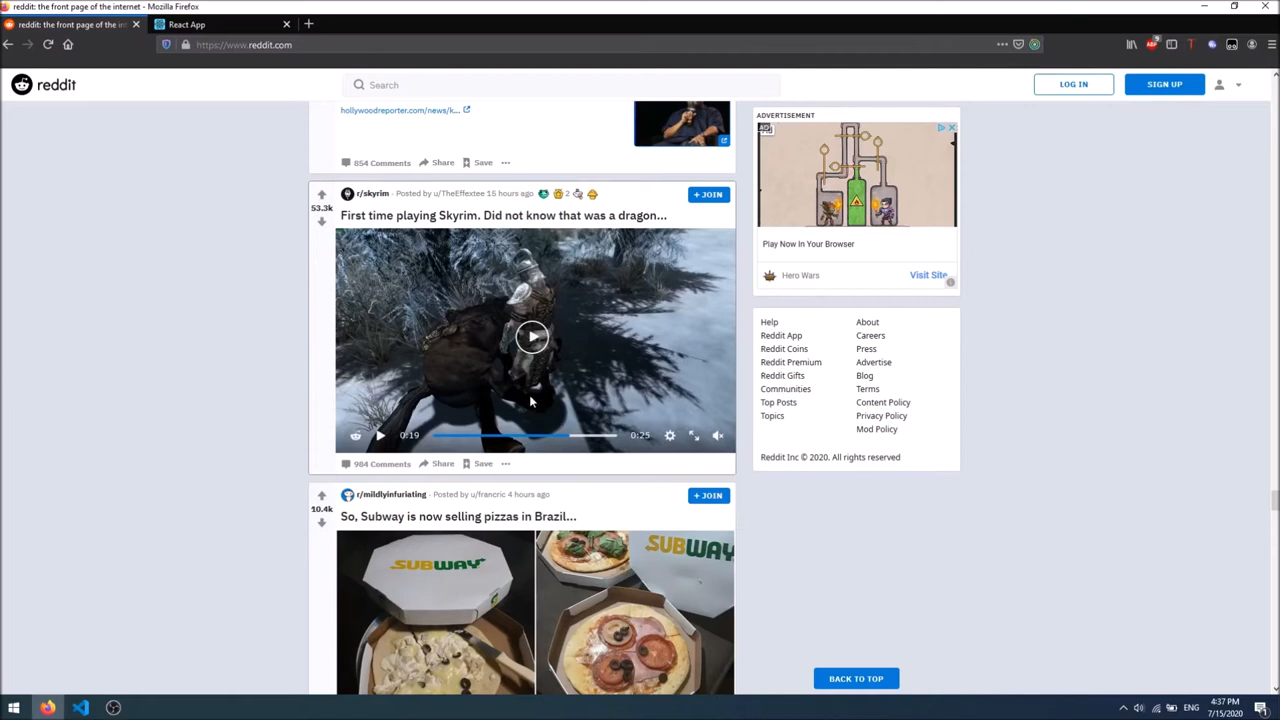 reddit: the front page of the internet - Mozilla Firefox
reddit: the front page of the in
React App
https://www.reddit.com
ABP
9
T
reddit
Search
LOG IN
SIGN UP
hollywoodreporter.com/news/k...
854 Comments
Share
Save
r/skyrim
Posted by u/TheEffextee 15 hours ago
2
+ JOIN
53.3k
First time playing Skyrim. Did not know that was a dragon...
0:19
0:25
984 Comments
Share
Save
r/mildlyinfuriating
Posted by u/francric 4 hours ago
+ JOIN
10.4k
So, Subway is now selling pizzas in Brazil...
SUBWAY
SUBWAY
ADVERTISEMENT
AD
Play Now In Your Browser
Hero Wars
Visit Site
Help
About
Reddit App
Careers
Reddit Coins
Press
Reddit Premium
Advertise
Reddit Gifts
Blog
Communities
Terms
Top Posts
Content Policy
Topics
Privacy Policy
Mod Policy
Reddit Inc © 2020. All rights reserved
BACK TO TOP
ENG
4:37 PM
7/15/2020
1